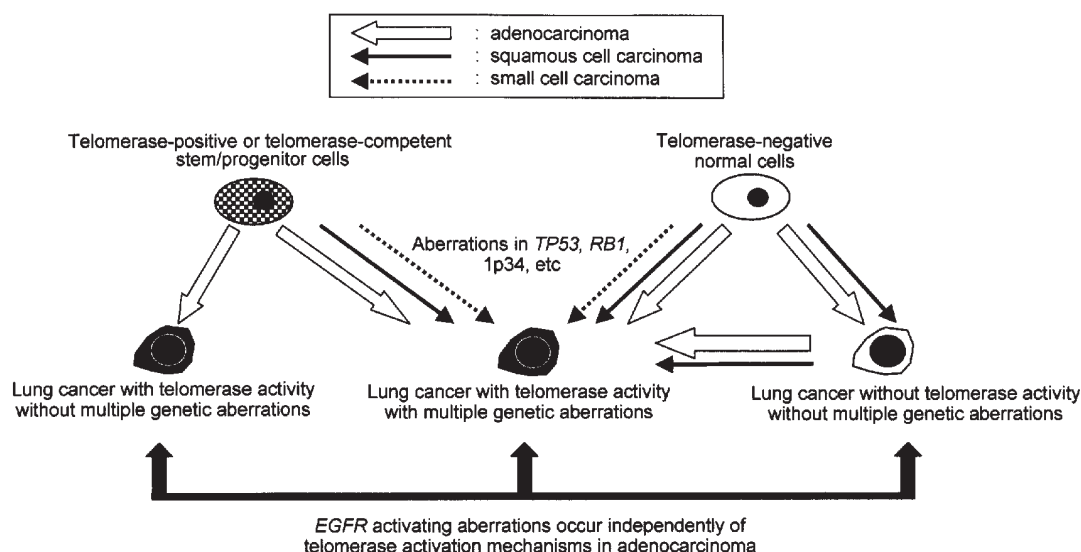 : adenocarcinoma
: squamous cell carcinoma
: small cell carcinoma
Telomerase-positive or telomerase-competent
stem/progenitor cells
Telomerase-negative
normal cells
Aberrations in TP53, RB1,
1p34, etc
Lung cancer with telomerase activity
without multiple genetic aberrations
Lung cancer with telomerase activity
with multiple genetic aberrations
Lung cancer without telomerase activity
without multiple genetic aberrations
EGFR activating aberrations occur independently of
telomerase activation mechanisms in adenocarcinoma